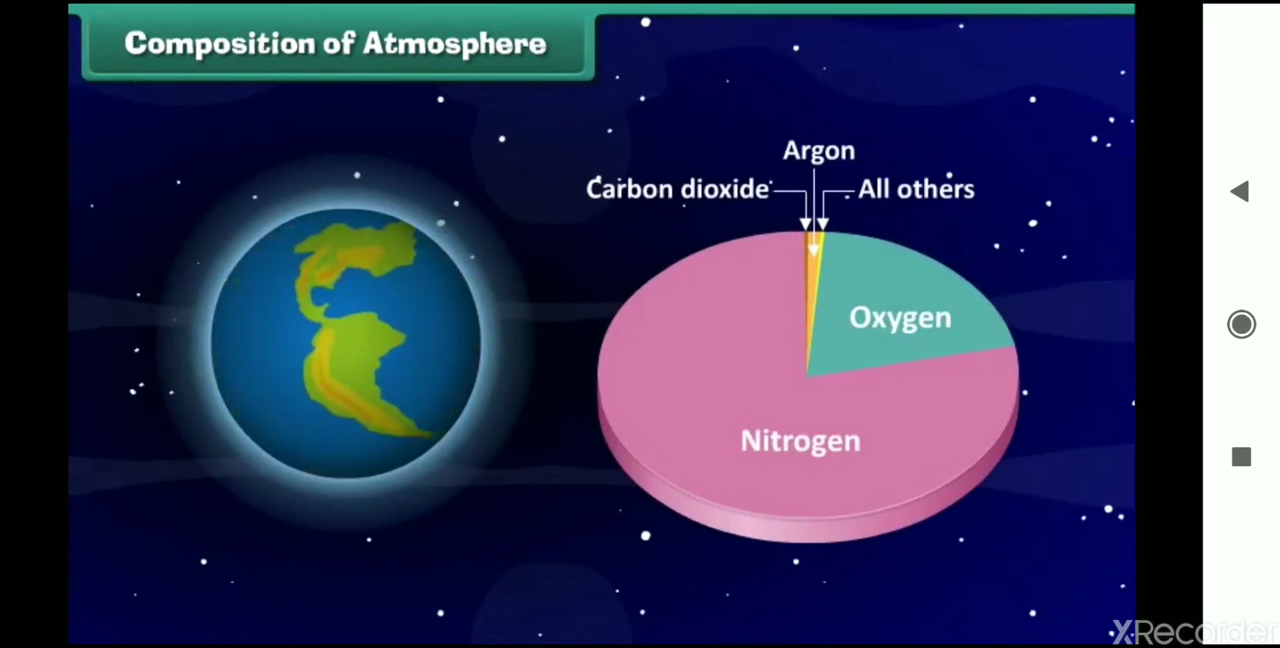 Composition of Atmosphere
Argon
Carbon dioxide
All others
Oxygen
Nitrogen
XRecorder